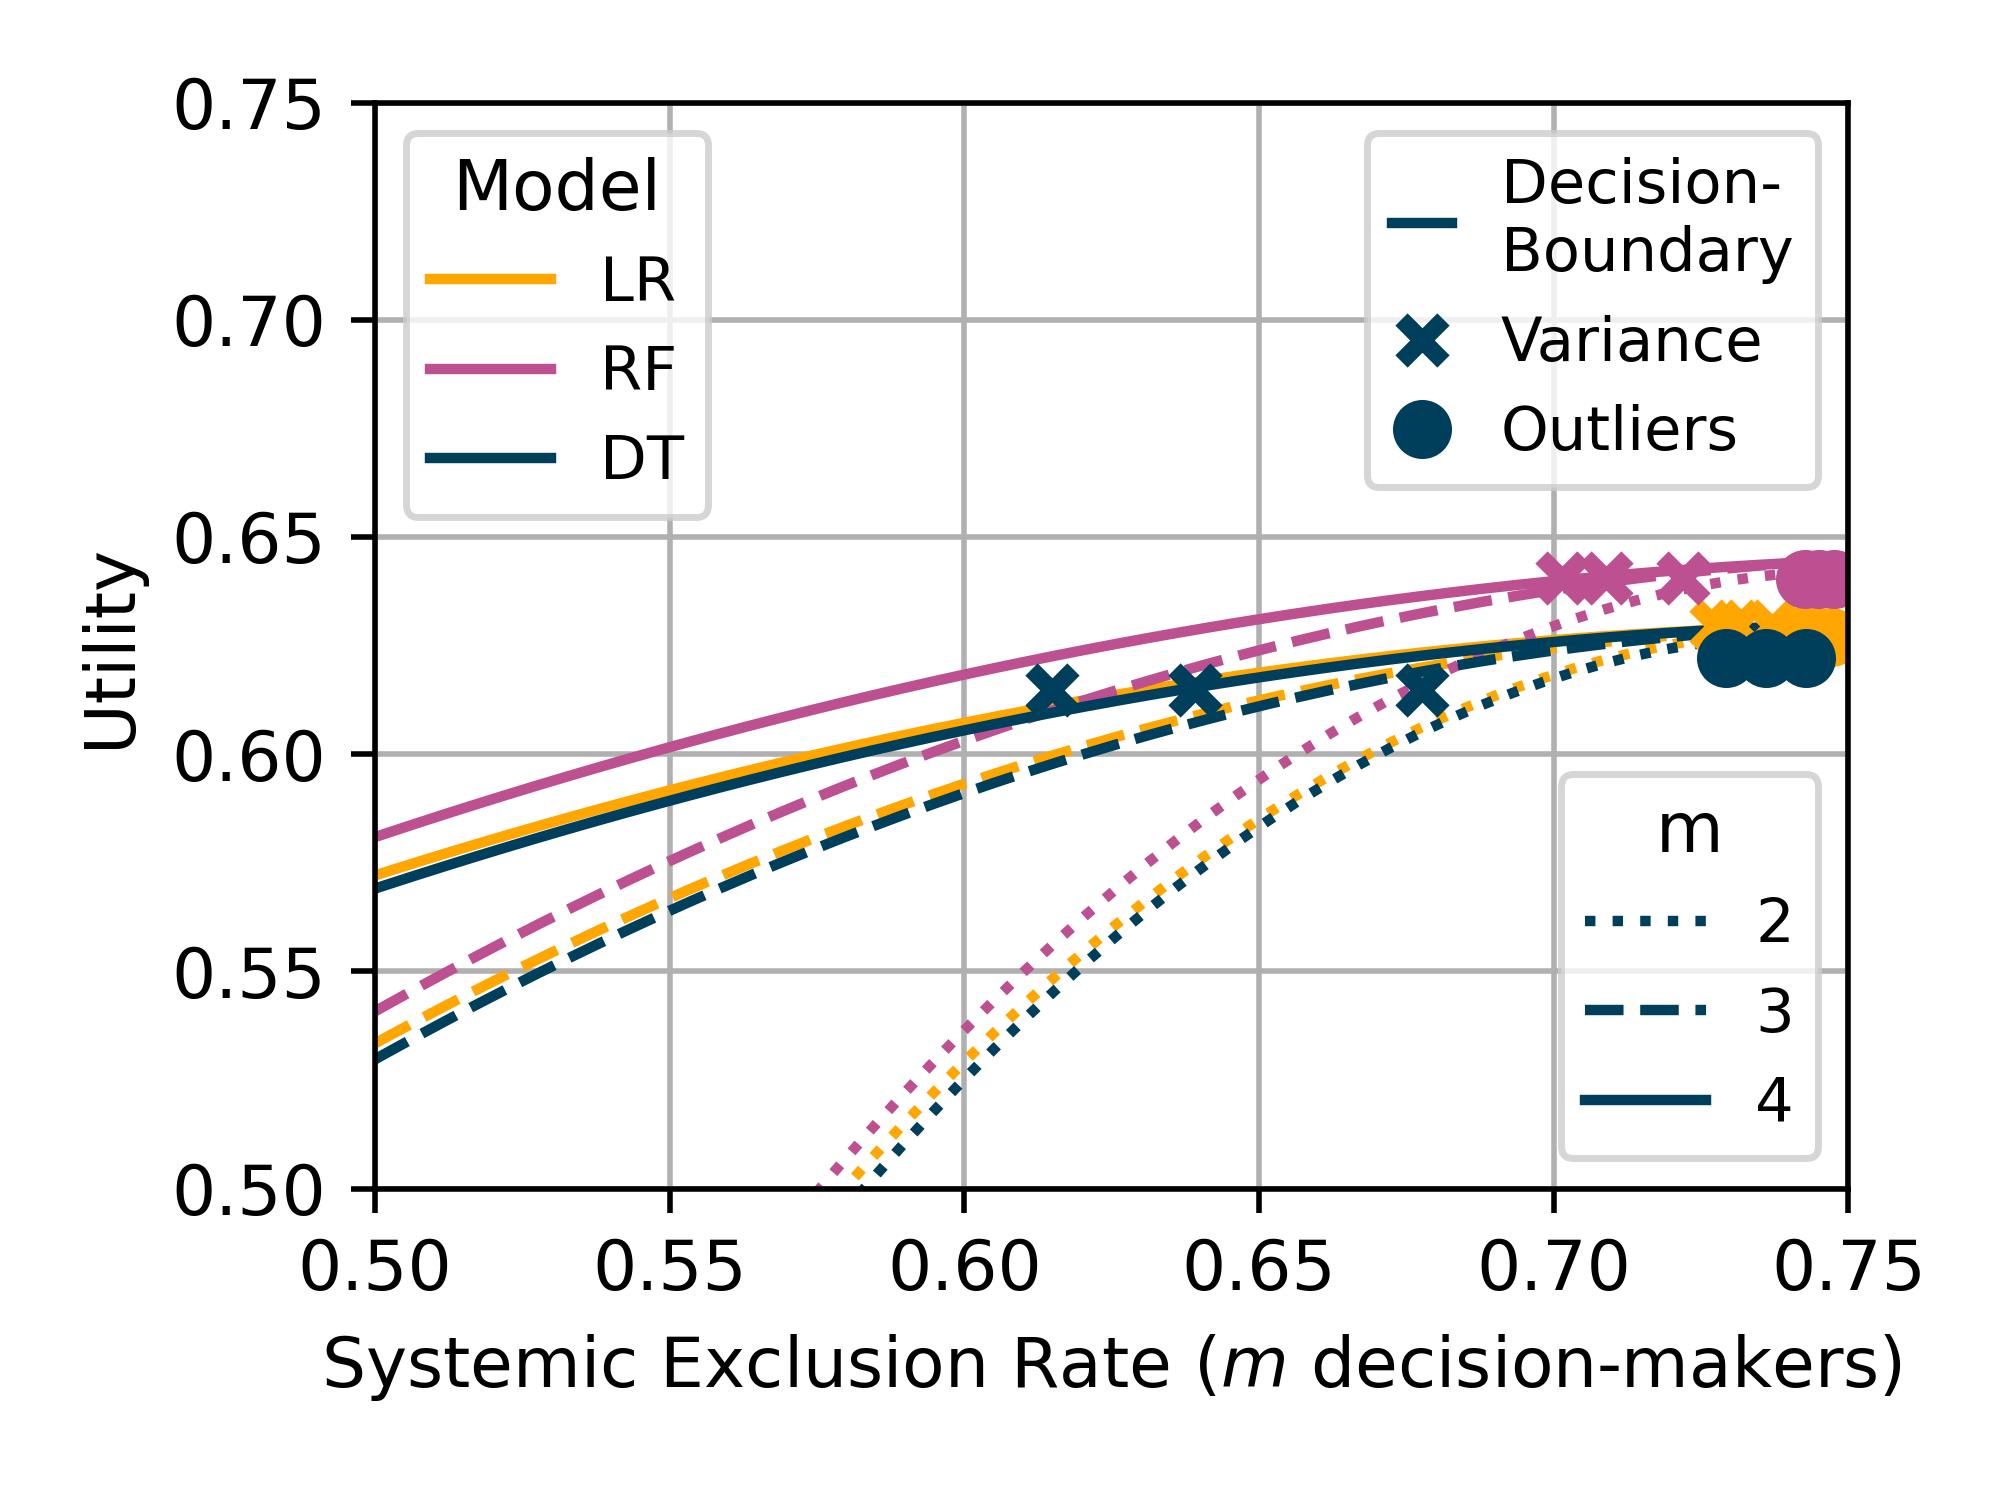 0.75
0.70
0.65
0.60
0.55
0.50
Utility
Model
LR
RF
DT
Decision-
Boundary
Variance
Outliers
m
2
3
4
0.50 0.55 0.60 0.65 0.70 0.75
Systemic Exclusion Rate (m decision-makers)